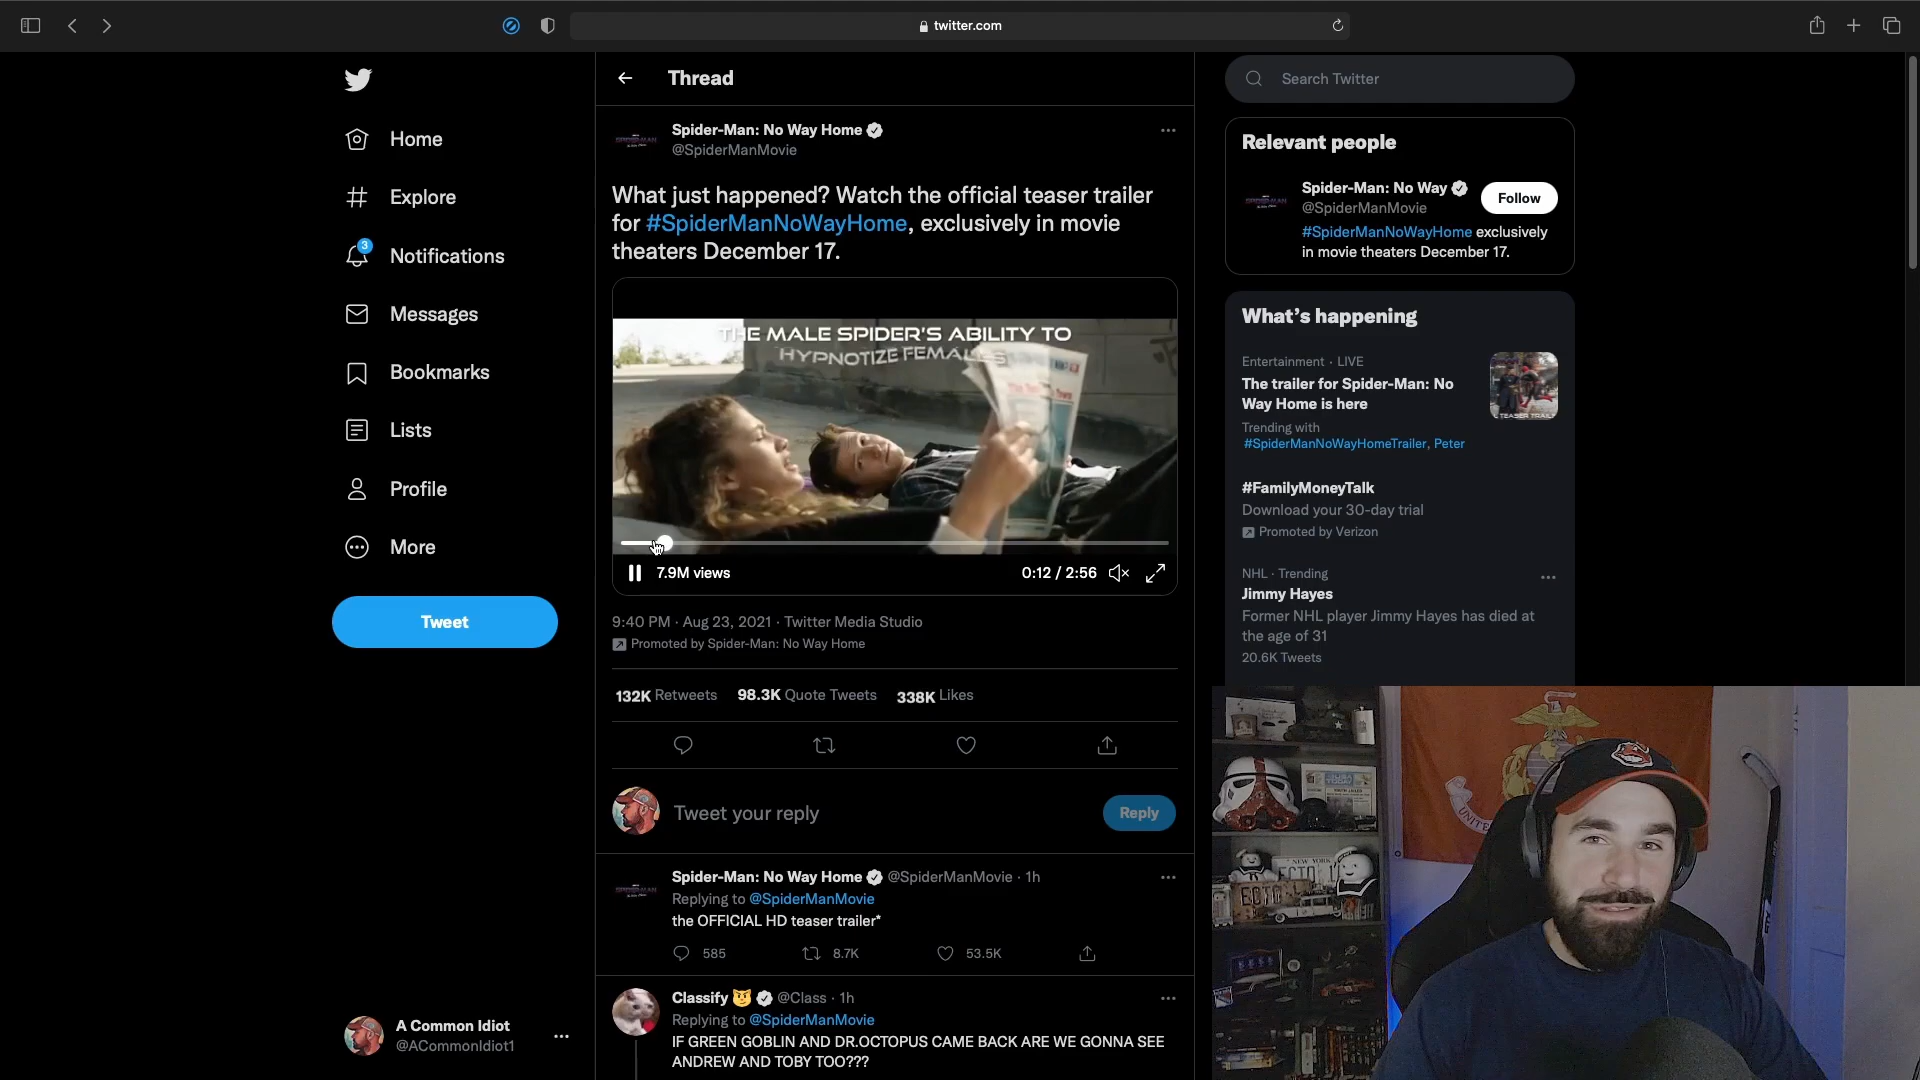 twitter.com
Home
Explore
3
Notifications
Messages
Bookmarks
Lists
Profile
More
Tweet
A Common Idiot
@ACommonIdiot1
Thread
Spider-Man: No Way Home
@SpiderManMovie
What just happened? Watch the official teaser trailer
for #SpiderManNoWayHome, exclusively in movie
theaters December 17.
THE MALE SPIDER'S ABILITY TO
HYPNOTIZE FEMALES
7.9M views
0:12 / 2:56
9:40 PM · Aug 23, 2021 · Twitter Media Studio
Promoted by Spider-Man: No Way Home
132K Retweets 98.3K Quote Tweets 338K Likes
Tweet your reply
Reply
Spider-Man: No Way Home @SpiderManMovie · 1h
Replying to @SpiderManMovie
the OFFICIAL HD teaser trailer*
585 8.7K 53.5K
Classify @Class · 1h
Replying to @SpiderManMovie
IF GREEN GOBLIN AND DR.OCTOPUS CAME BACK ARE WE GONNA SEE
ANDREW AND TOBY TOO???
Search Twitter
Relevant people
Spider-Man: No Way
@SpiderManMovie
Follow
#SpiderManNoWayHome exclusively
in movie theaters December 17.
What's happening
Entertainment · LIVE
The trailer for Spider-Man: No
Way Home is here
Trending with
#SpiderManNoWayHomeTrailer, Peter
#FamilyMoneyTalk
Download your 30-day trial
Promoted by Verizon
NHL · Trending
Jimmy Hayes
Former NHL player Jimmy Hayes has died at
the age of 31
20.6K Tweets
UNITE
NEW YORK
ECTO-1
ECTO